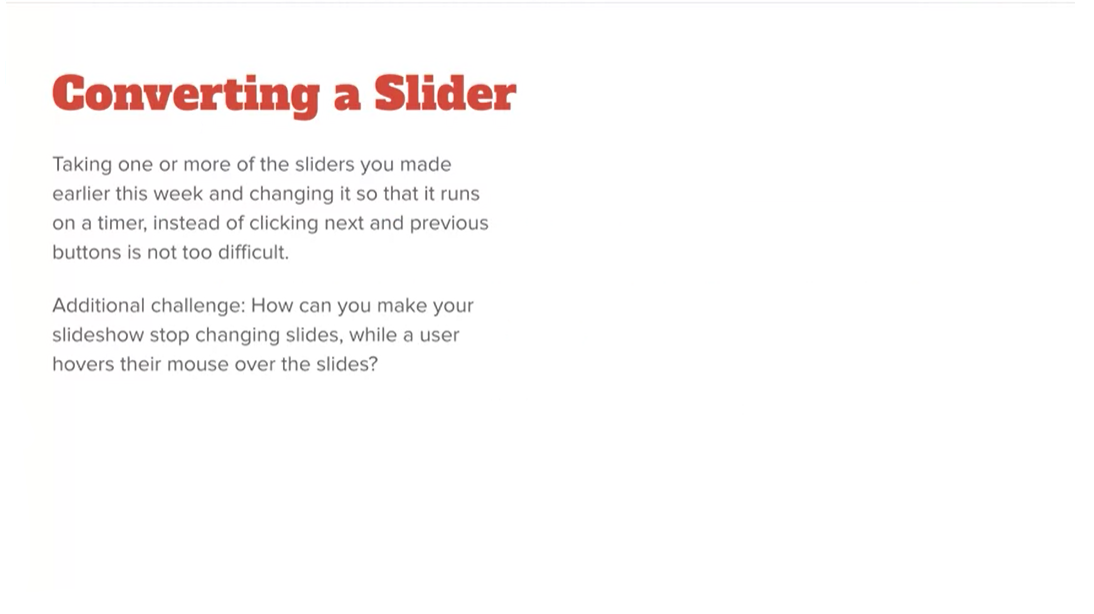 Converting a Slider
Taking one or more of the sliders you made
earlier this week and changing it so that it runs
on a timer, instead of clicking next and previous
buttons is not too difficult.
Additional challenge: How can you make your
slideshow stop changing slides, while a user
hovers their mouse over the slides?